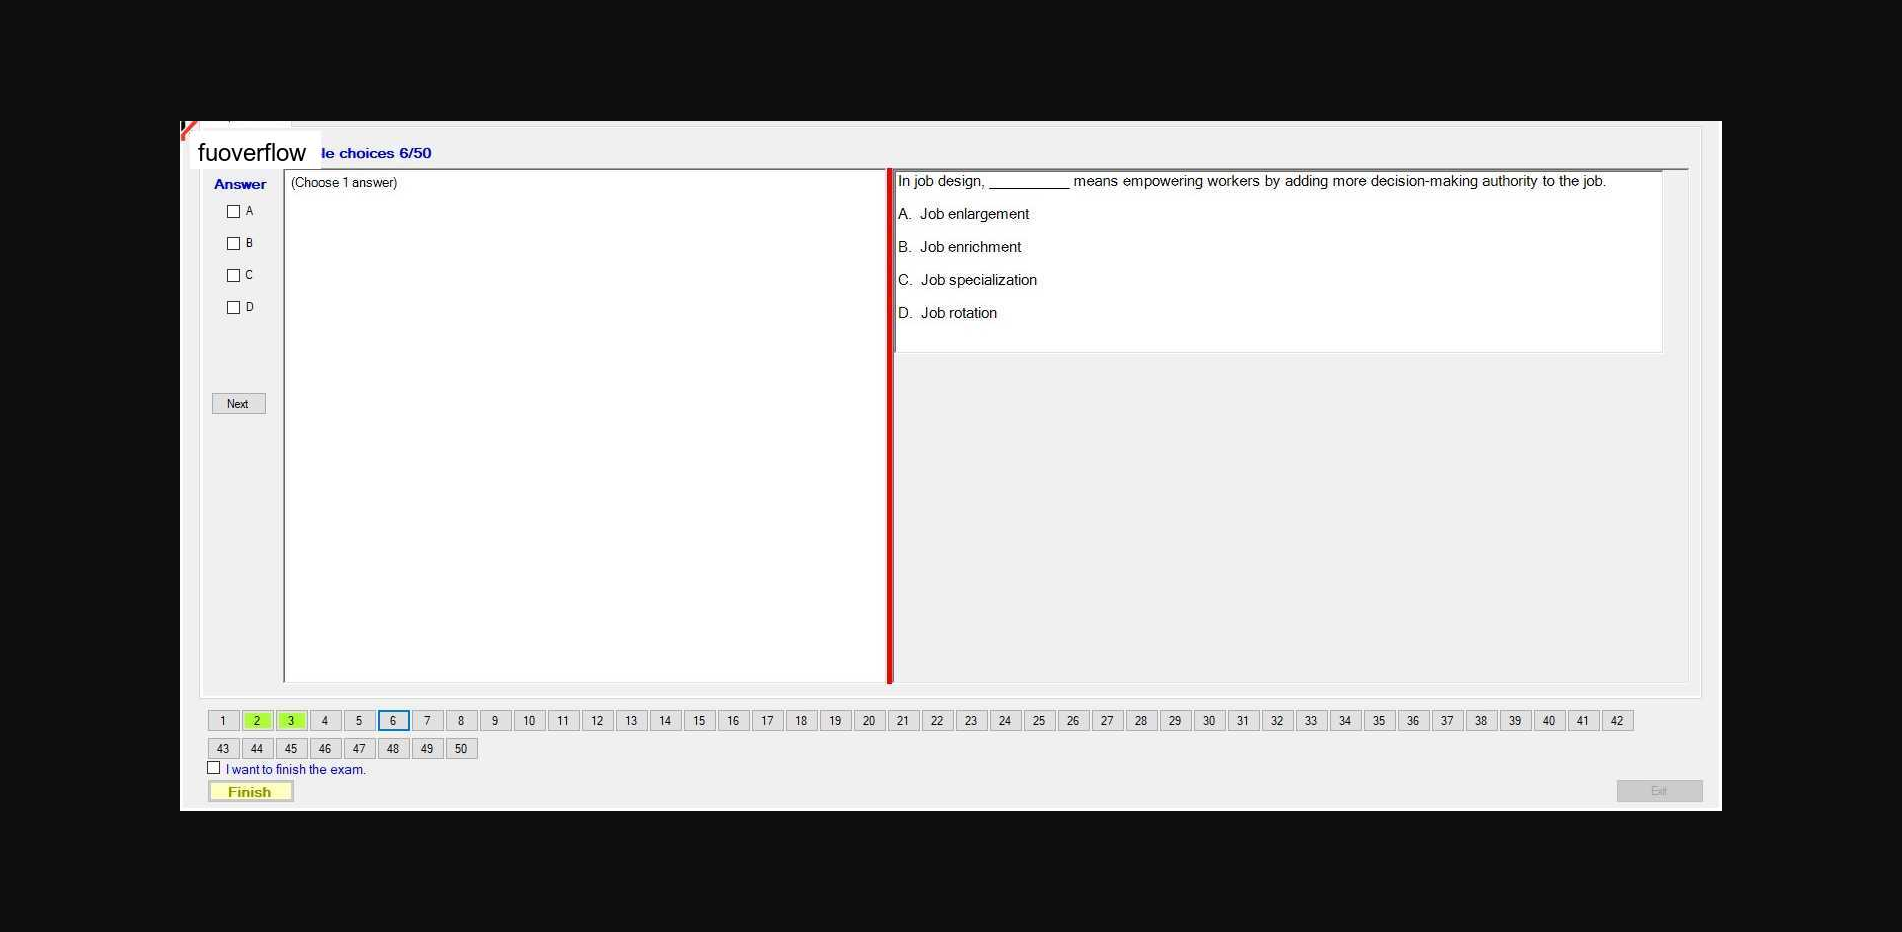 fuoverflow
le choices 6/50
Answer
(Choose 1 answer)
A
B
C
D
Next
In job design, __________ means empowering workers by adding more decision-making authority to the job.
A. Job enlargement
B. Job enrichment
C. Job specialization
D. Job rotation
1 2 3 4 5 6 7 8 9 10 11 12 13 14 15 16 17 18 19 20 21 22 23 24 25 26 27 28 29 30 31 32 33 34 35 36 37 38 39 40 41 42
43 44 45 46 47 48 49 50
I want to finish the exam.
Finish
Exit